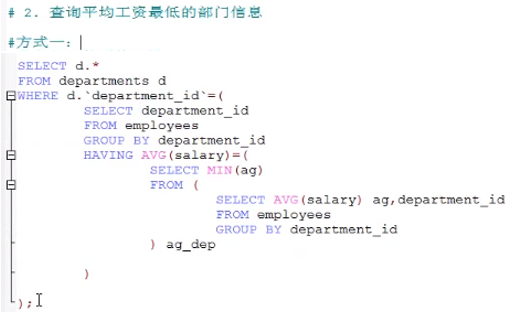 # 2. 查询平均工资最低的部门信息
#方式一：
SELECT d.*
FROM departments d
WHERE d.`department_id`=(
SELECT department_id
FROM employees
GROUP BY department_id
HAVING AVG(salary)=(
SELECT MIN(ag)
FROM (
SELECT AVG(salary) ag,department_id
FROM employees
GROUP BY department_id
) ag_dep
)
);